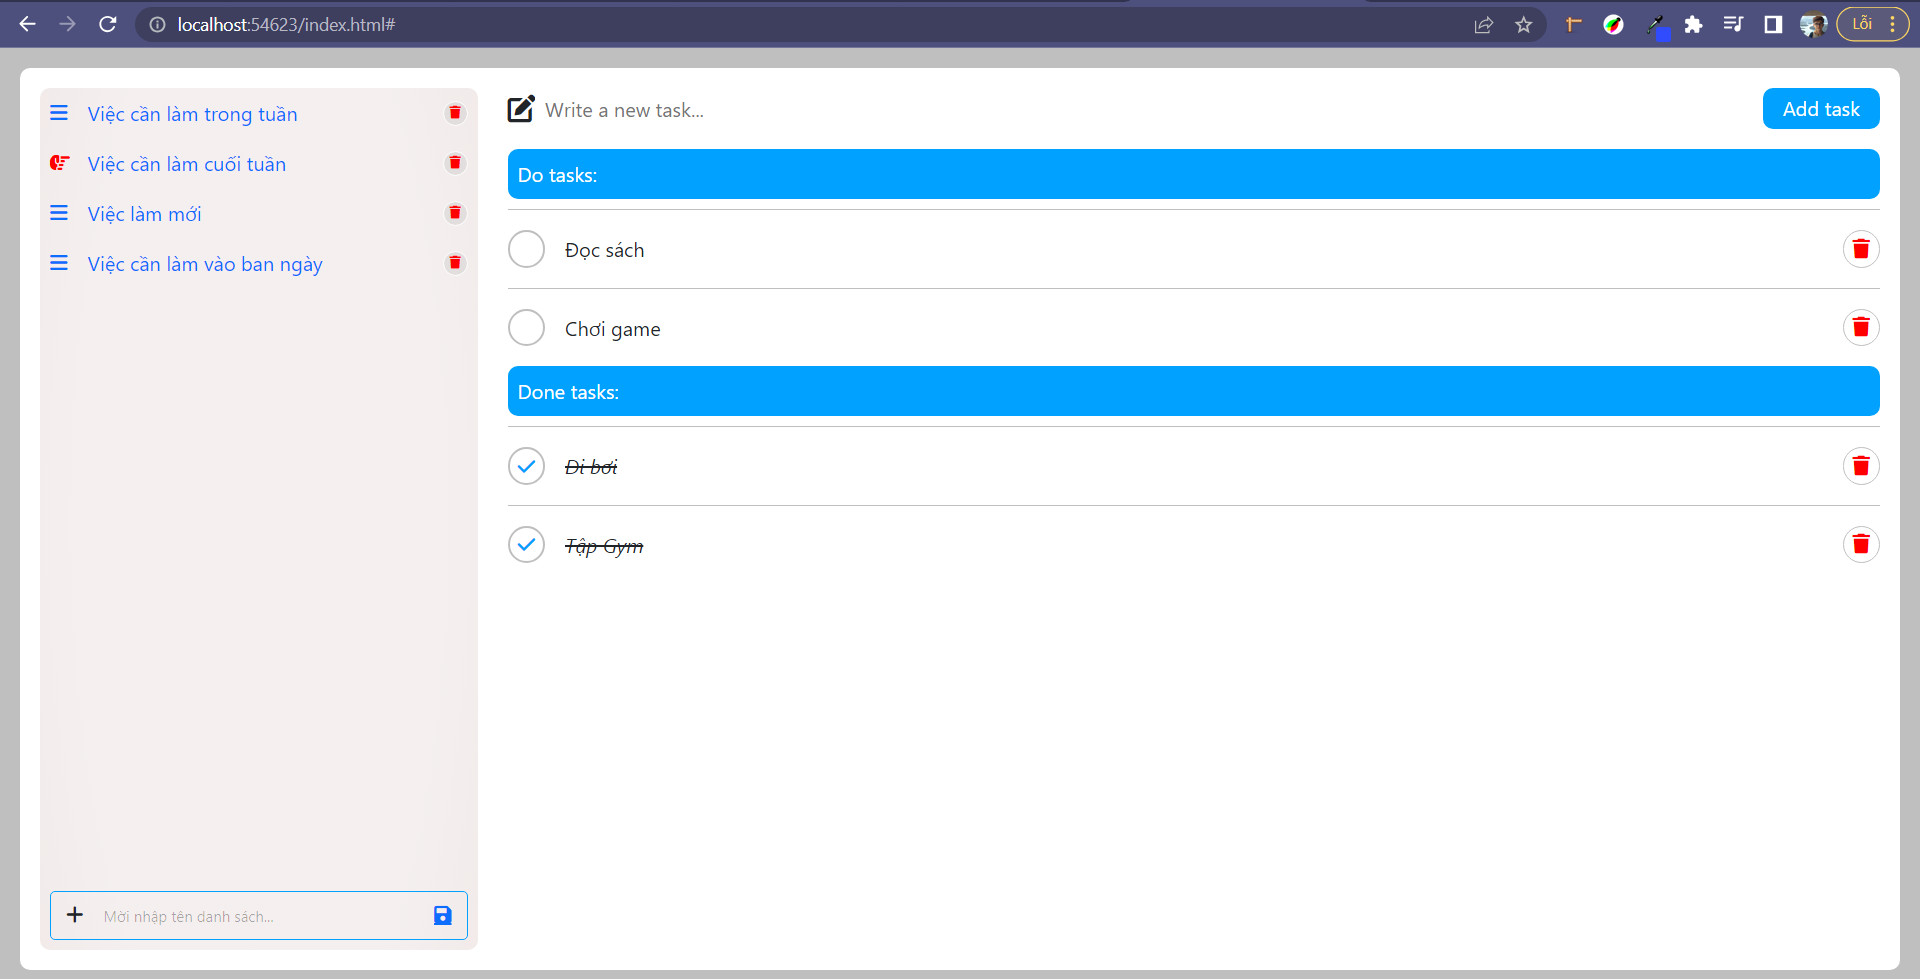 localhost:54623/index.html#
Lỗi
Việc cần làm trong tuần
Việc cần làm cuối tuần
Việc làm mới
Việc cần làm vào ban ngày
Mời nhập tên danh sách...
Write a new task...
Add task
Do tasks:
Đọc sách
Chơi game
Done tasks:
Đi bơi
Tập Gym